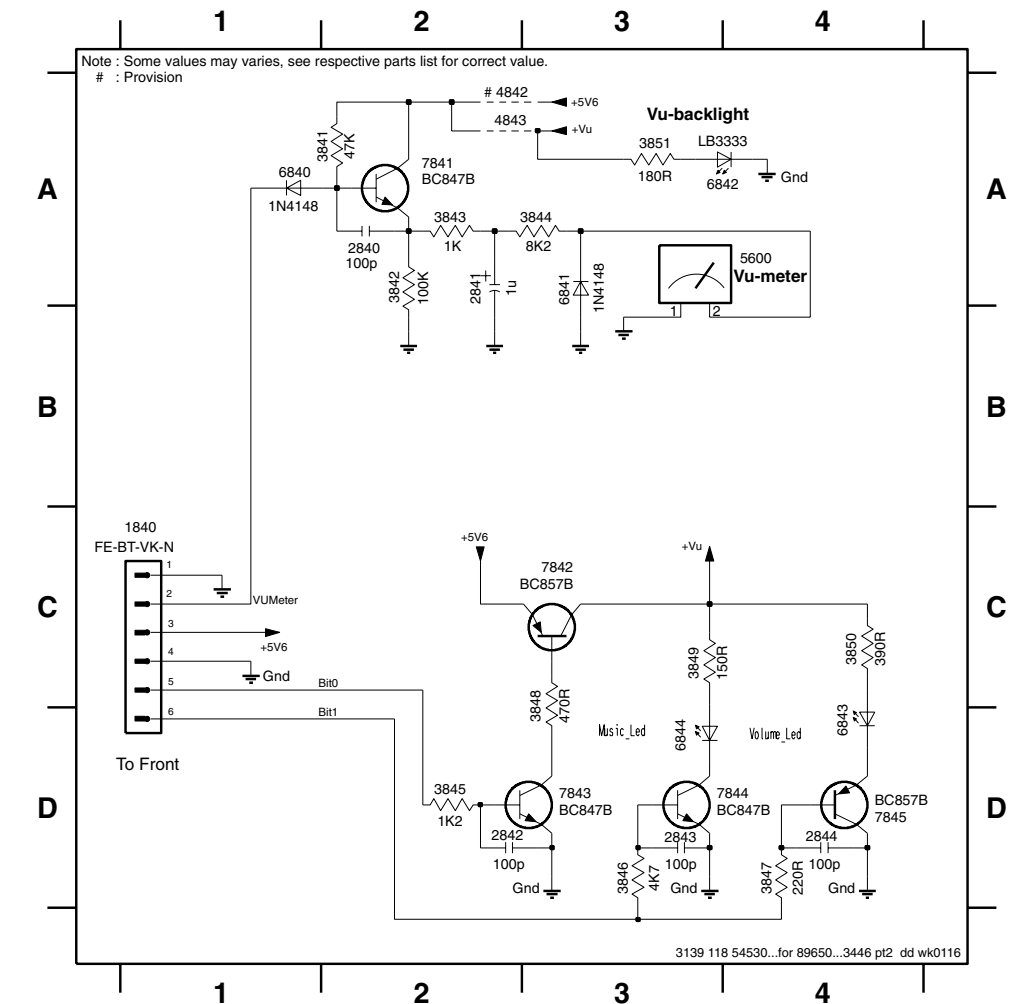 1 2 3 4
Note : Some values may varies, see respective parts list for correct value.
# : Provision
# 4842
+5V6
4843
+Vu
Vu-backlight
3841
47K
7841
BC847B
3851
180R
LB3333
6842
Gnd
A
A
6840
1N4148
2840
100p
3843
1K
3844
8K2
3842
100K
2841
+
1u
6841
1N4148
5600
Vu-meter
1 2
B
B
1840
FE-BT-VK-N
+5V6
7842
BC857B
+Vu
C
C
1
2
VUMeter
3
+5V6
4
Gnd
5
Bit0
6
Bit1
To Front
3848
470R
3849
150R
3850
390R
Music_Led
6844
Volume_Led
6843
D
D
3845
1K2
7843
BC847B
7844
BC847B
BC857B
7845
2842
100p
2843
100p
2844
100p
3846
4K7
3847
220R
Gnd
Gnd
Gnd
3139 118 54530...for 89650...3446 pt2 dd wk0116
1 2 3 4